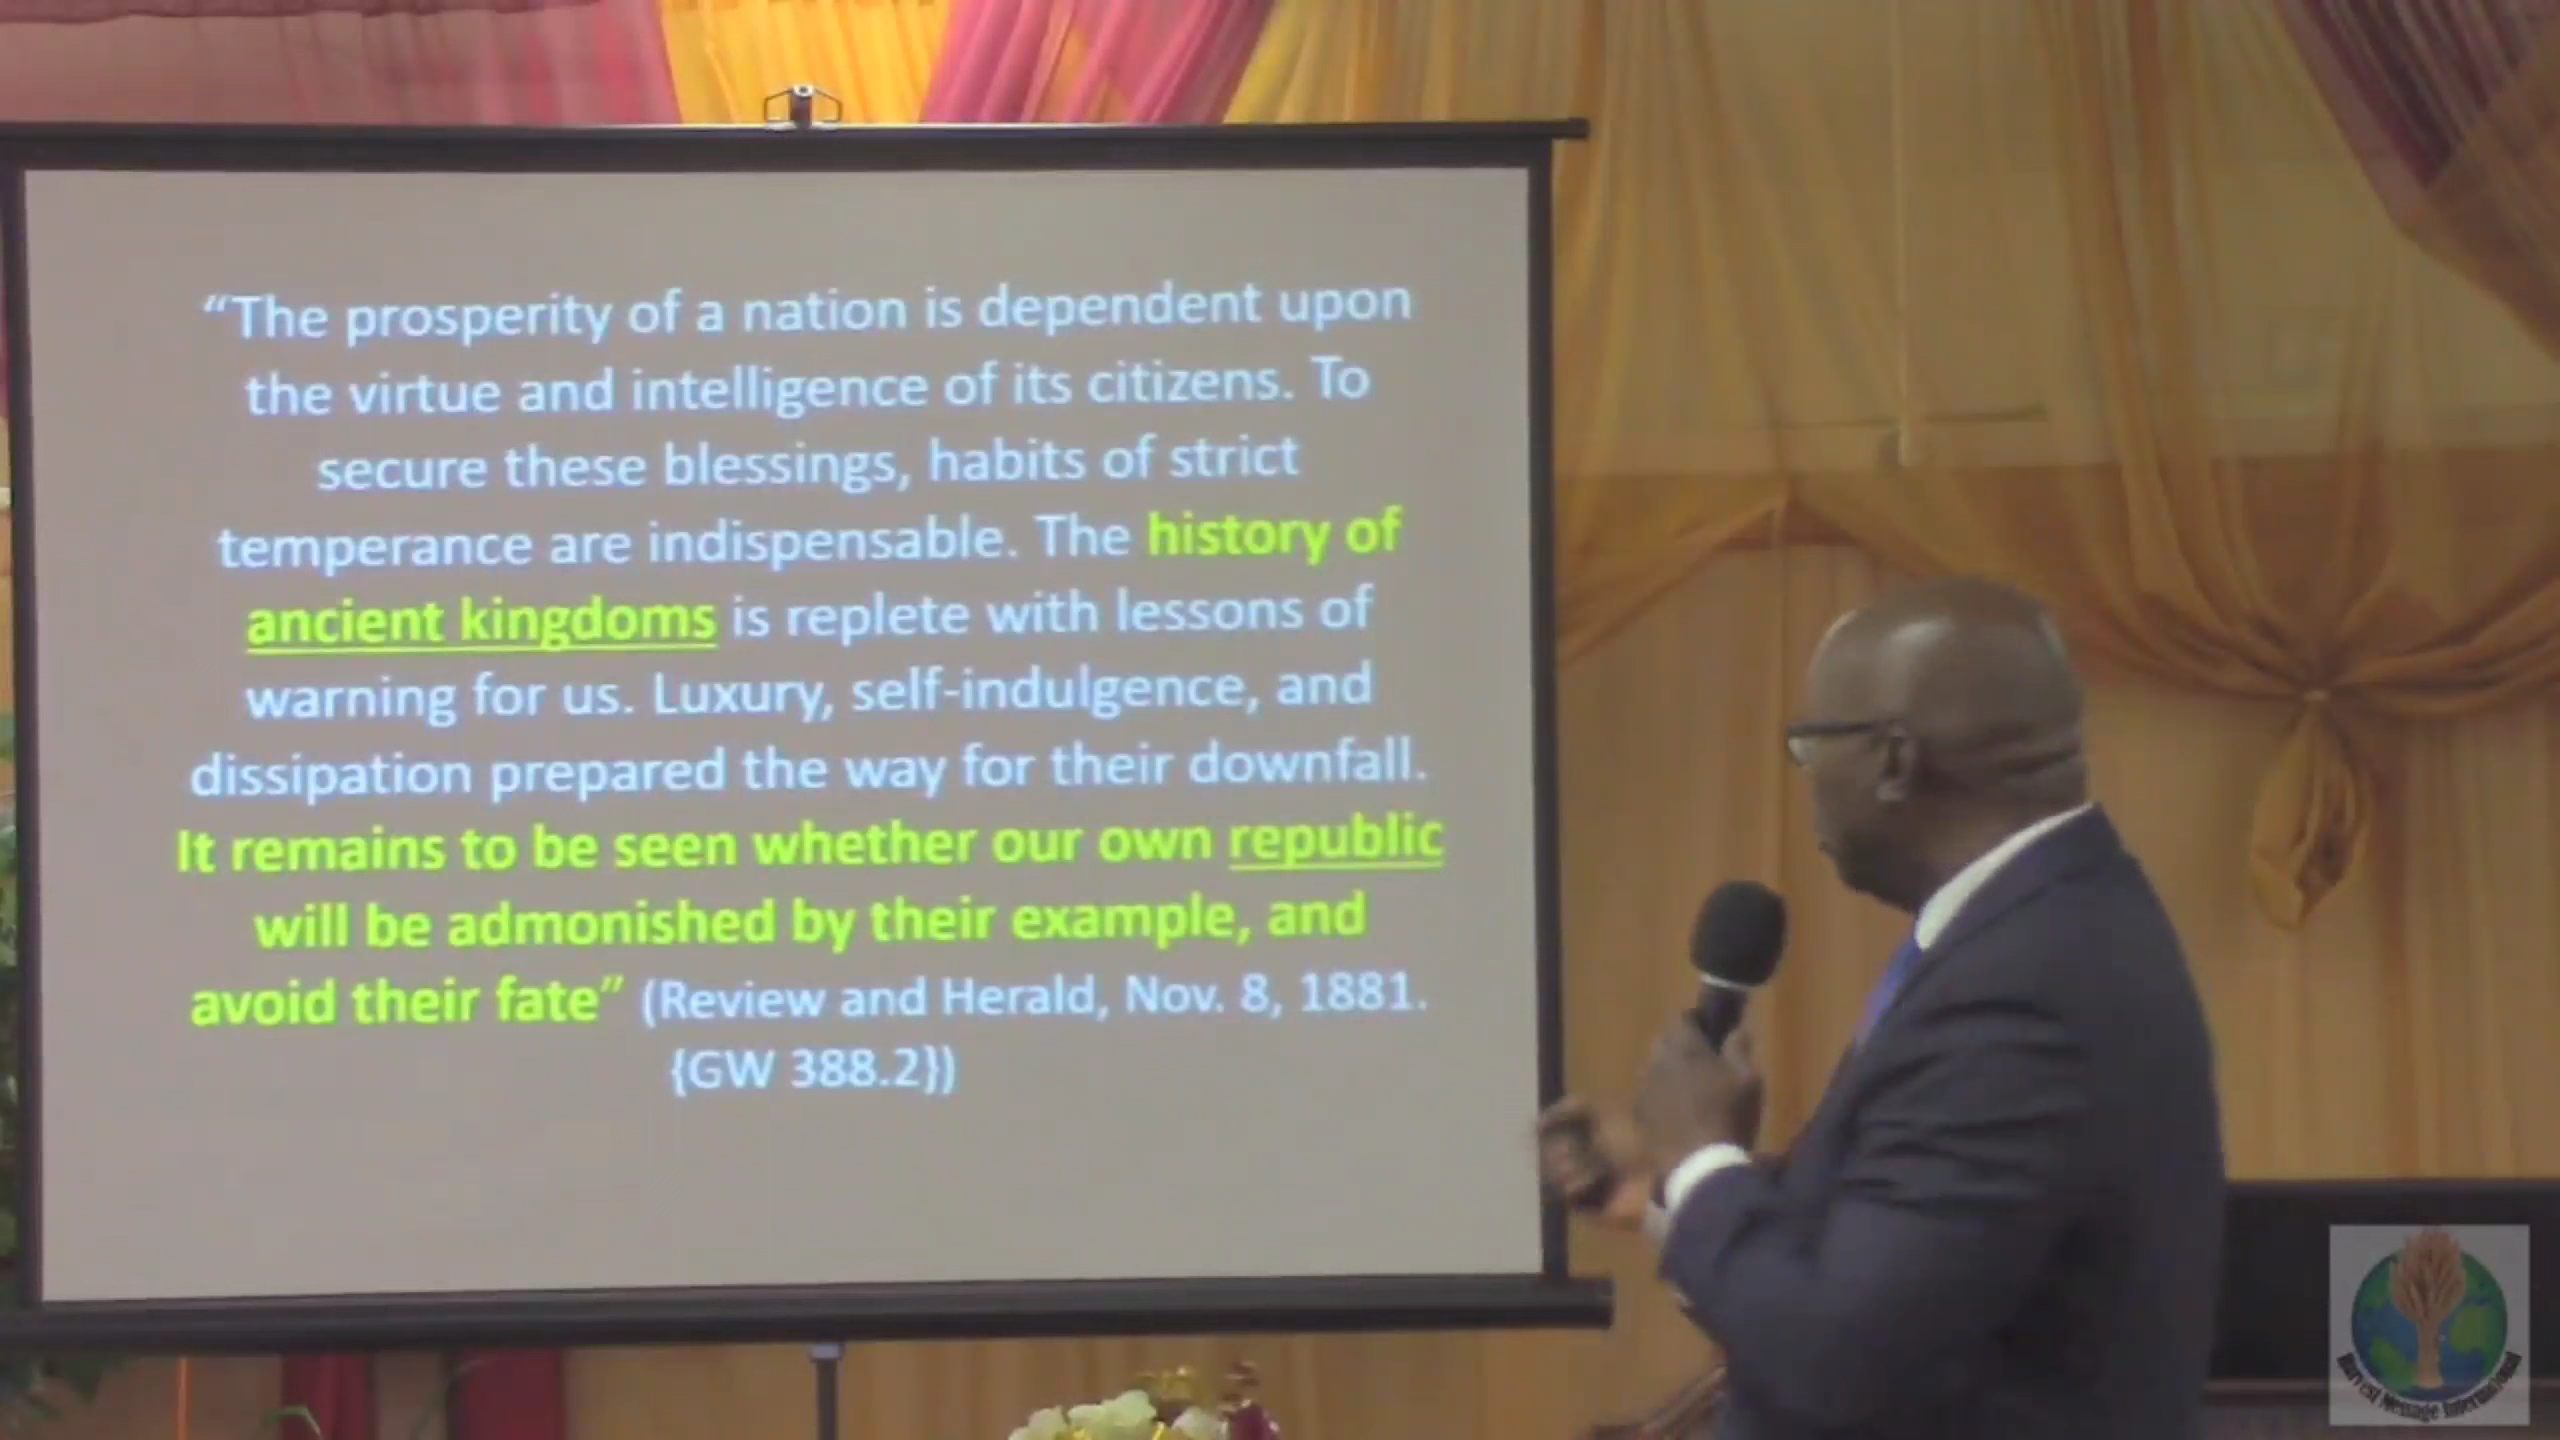 “The prosperity of a nation is dependent upon
the virtue and intelligence of its citizens. To
secure these blessings, habits of strict
temperance are indispensable. The history of
ancient kingdoms is replete with lessons of
warning for us. Luxury, self-indulgence, and
dissipation prepared the way for their downfall.
It remains to be seen whether our own republic
will be admonished by their example, and
avoid their fate” (Review and Herald, Nov. 8, 1881.
{GW 388.2})
Harvest Message International